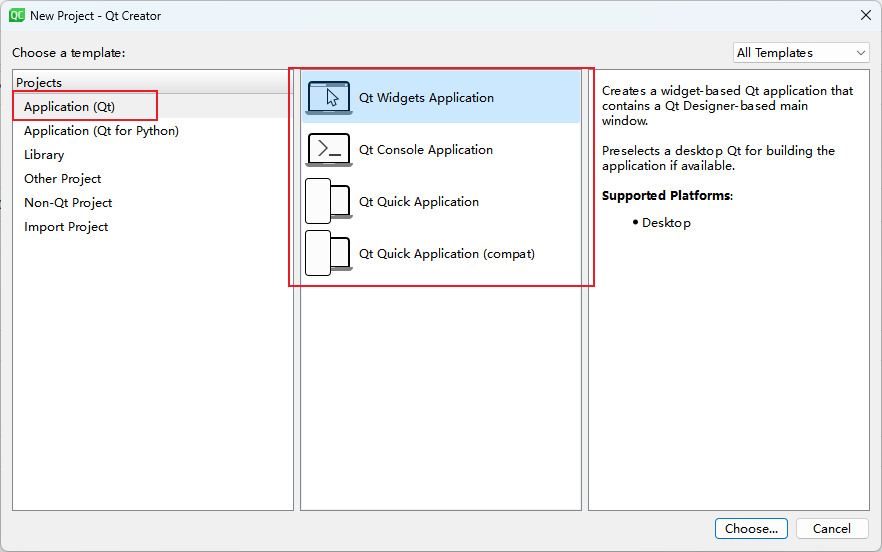 QC New Project - Qt Creator
Choose a template:
All Templates
Projects
Application (Qt)
Application (Qt for Python)
Library
Other Project
Non-Qt Project
Import Project
Qt Widgets Application
Qt Console Application
Qt Quick Application
Qt Quick Application (compat)
Creates a widget-based Qt application that
contains a Qt Designer-based main
window.
Preselects a desktop Qt for building the
application if available.
Supported Platforms:
• Desktop
Choose...
Cancel